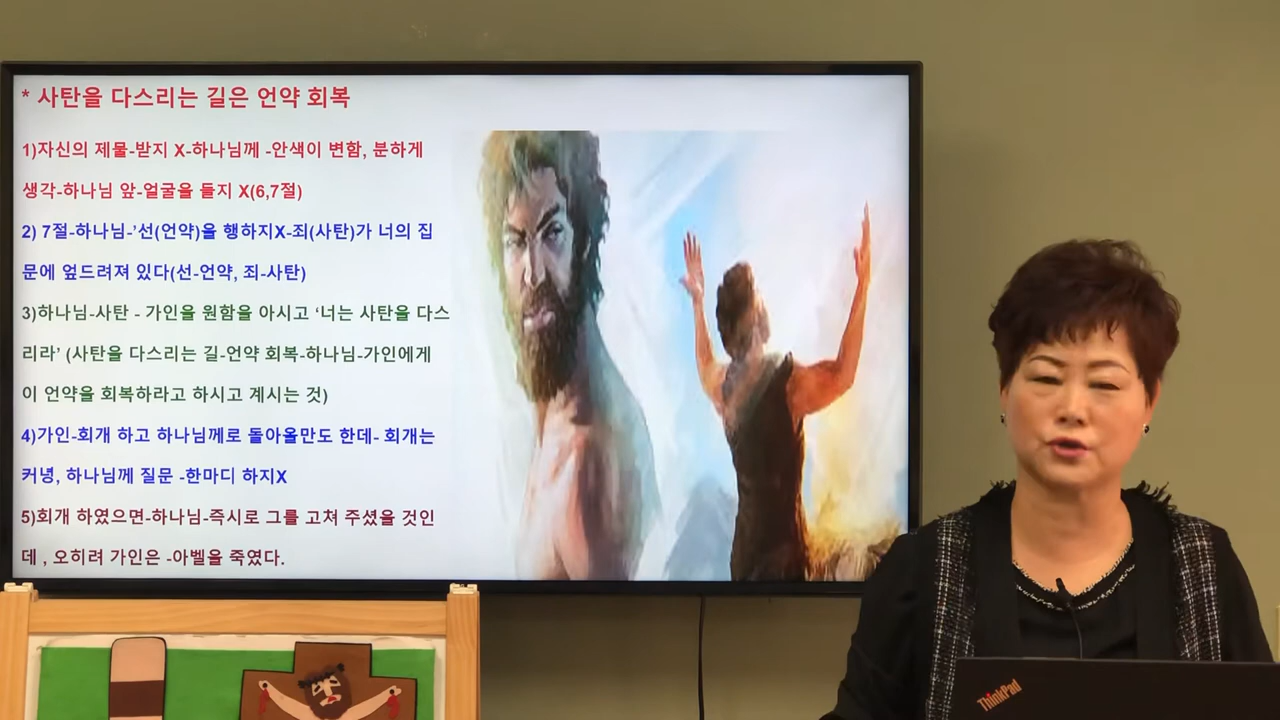 * 사탄을 다스리는 길은 언약 회복
1)자신의 제물-받지 X-하나님께 -안색이 변함, 분하게
생각-하나님 앞-얼굴을 들지 X(6,7절)
2) 7절-하나님-’선(언약)을 행하지X-죄(사탄)가 너의 집
문에 엎드려져 있다(선-언약, 죄-사탄)
3)하나님-사탄 - 가인을 원함을 아시고 ‘너는 사탄을 다스
리라’ (사탄을 다스리는 길-언약 회복-하나님-가인에게
이 언약을 회복하라고 하시고 계시는 것)
4)가인-회개 하고 하나님께로 돌아올만도 한데- 회개는
커녕, 하나님께 질문 -한마디 하지X
5)회개 하였으면-하나님-즉시로 그를 고쳐 주셨을 것인
데 , 오히려 가인은 -아벨을 죽였다.
ThinkPad